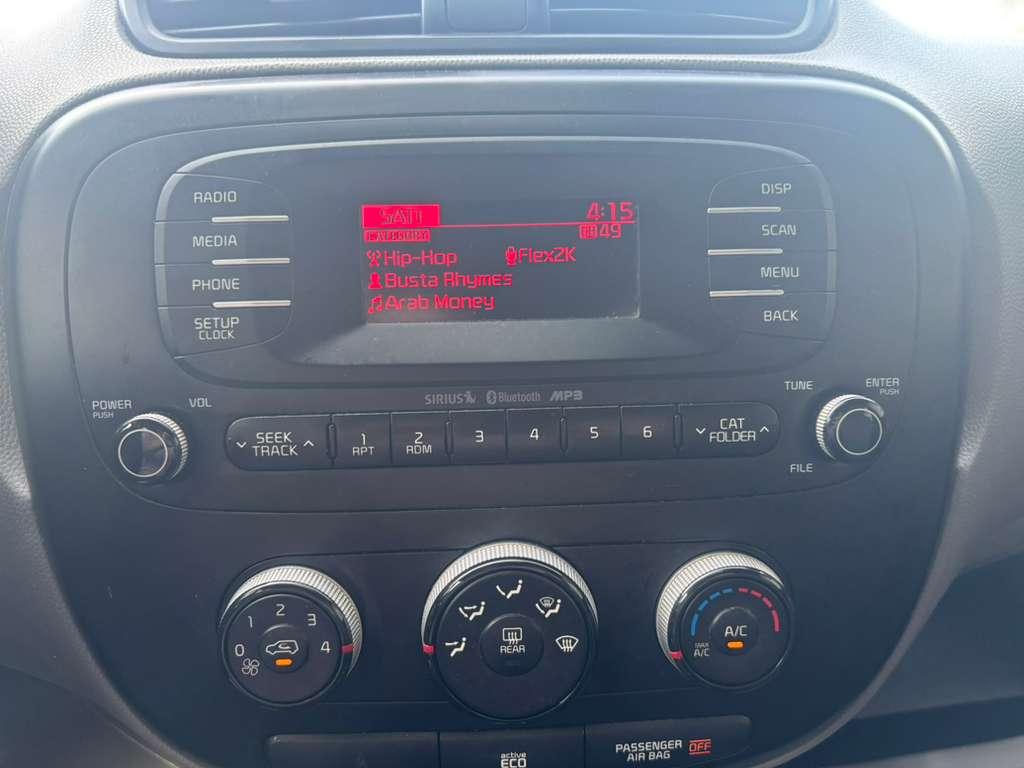 RADIO
MEDIA
PHONE
SETUP
CLOCK
SAT1 4:15
CATEGORY 49
Hip-Hop Flex2K
Busta Rhymes
Arab Money
DISP
SCAN
MENU
BACK
SIRIUS Bluetooth MP3
POWER
PUSH
VOL
SEEK
TRACK
1
RPT
2
RDM
3
4
5
6
CAT
FOLDER
TUNE
ENTER
PUSH
FILE
0 1 2 3 4
REAR
A/C
MAX
A/C
active
ECO
PASSENGER
AIR BAG
OFF